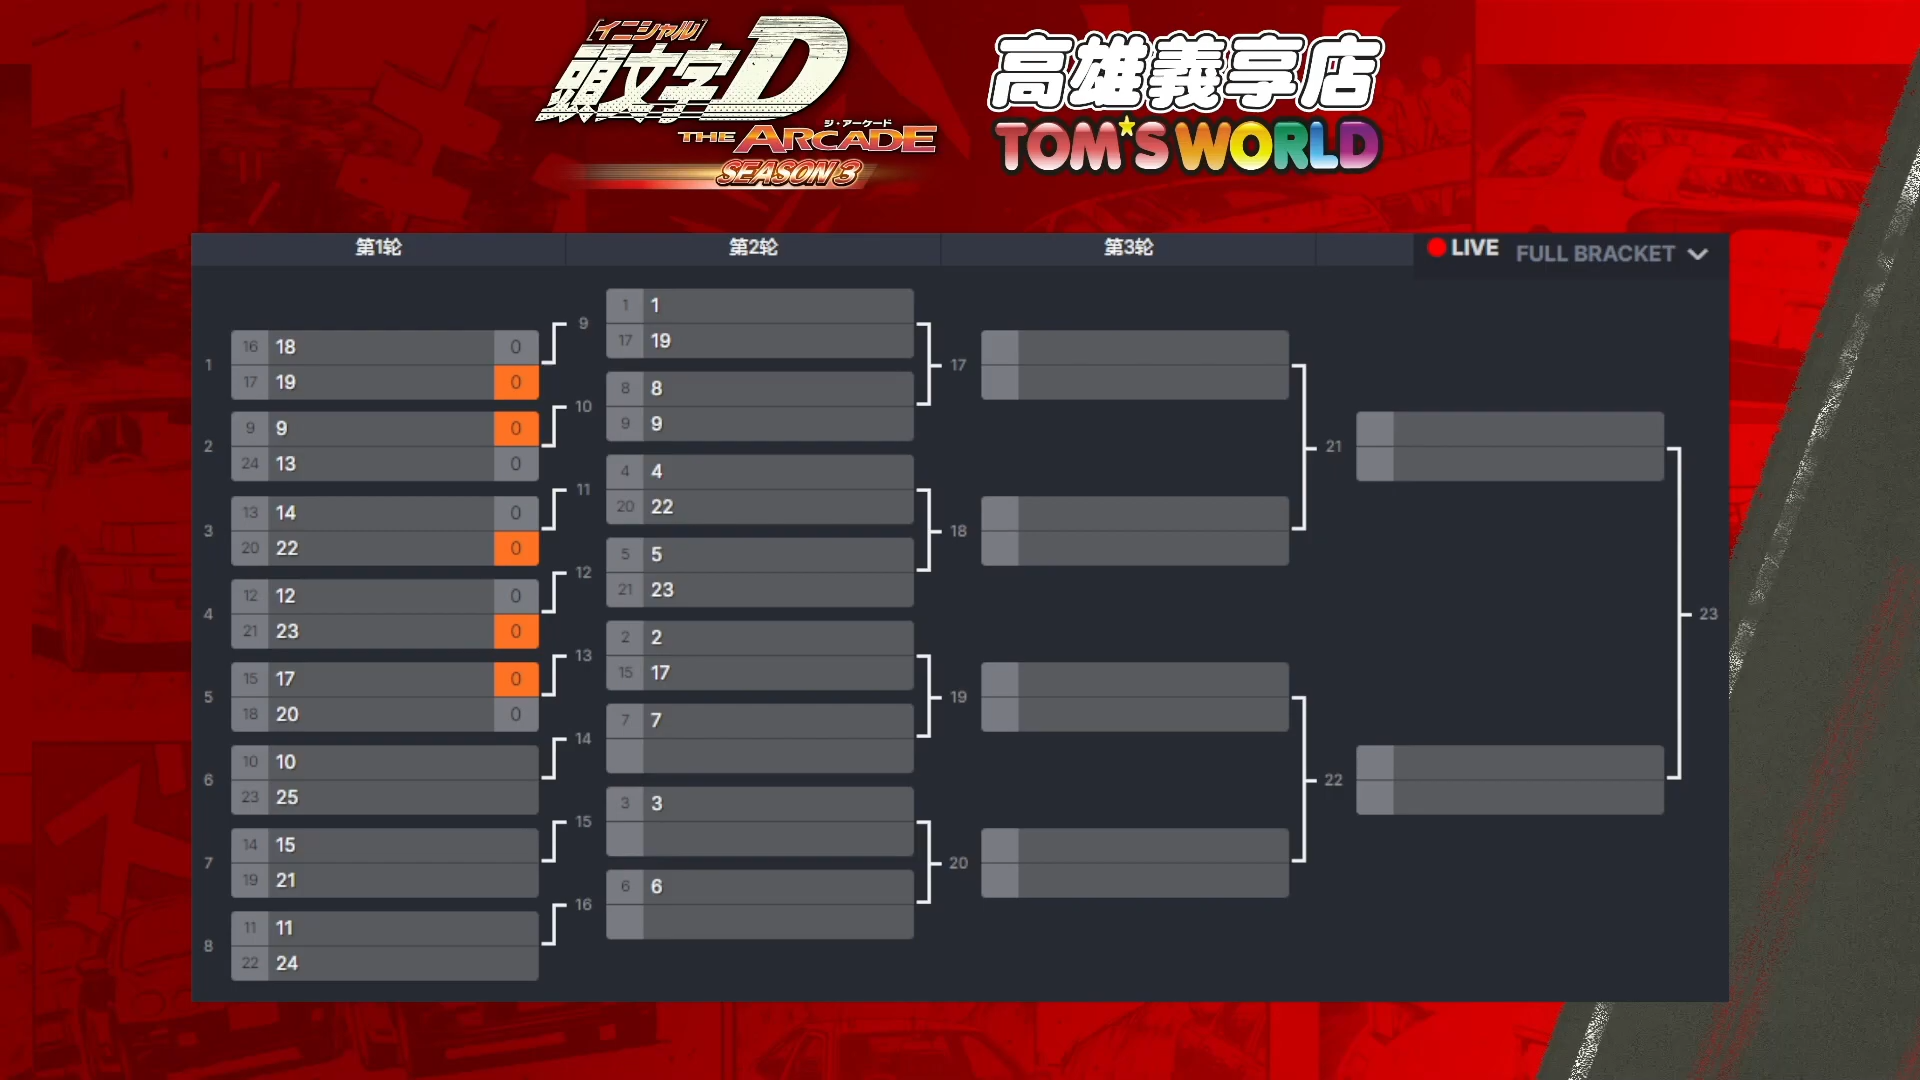 [イニシャル]
頭文字D
ジ・アーケード
THE ARCADE
SEASON 3
高雄義享店
TOM'S WORLD
第1轮 第2轮 第3轮
LIVE FULL BRACKET
1
16 18 0
17 19 0
2
9 9 0
24 13 0
3
13 14 0
20 22 0
4
12 12 0
21 23 0
5
15 17 0
18 20 0
6
10 10
23 25
7
14 15
19 21
8
11 11
22 24
9
1 1
17 19
10
8 8
9 9
11
4 4
20 22
12
5 5
21 23
13
2 2
15 17
14
7 7
15
3 3
16
6 6
17
18
19
20
21
22
23